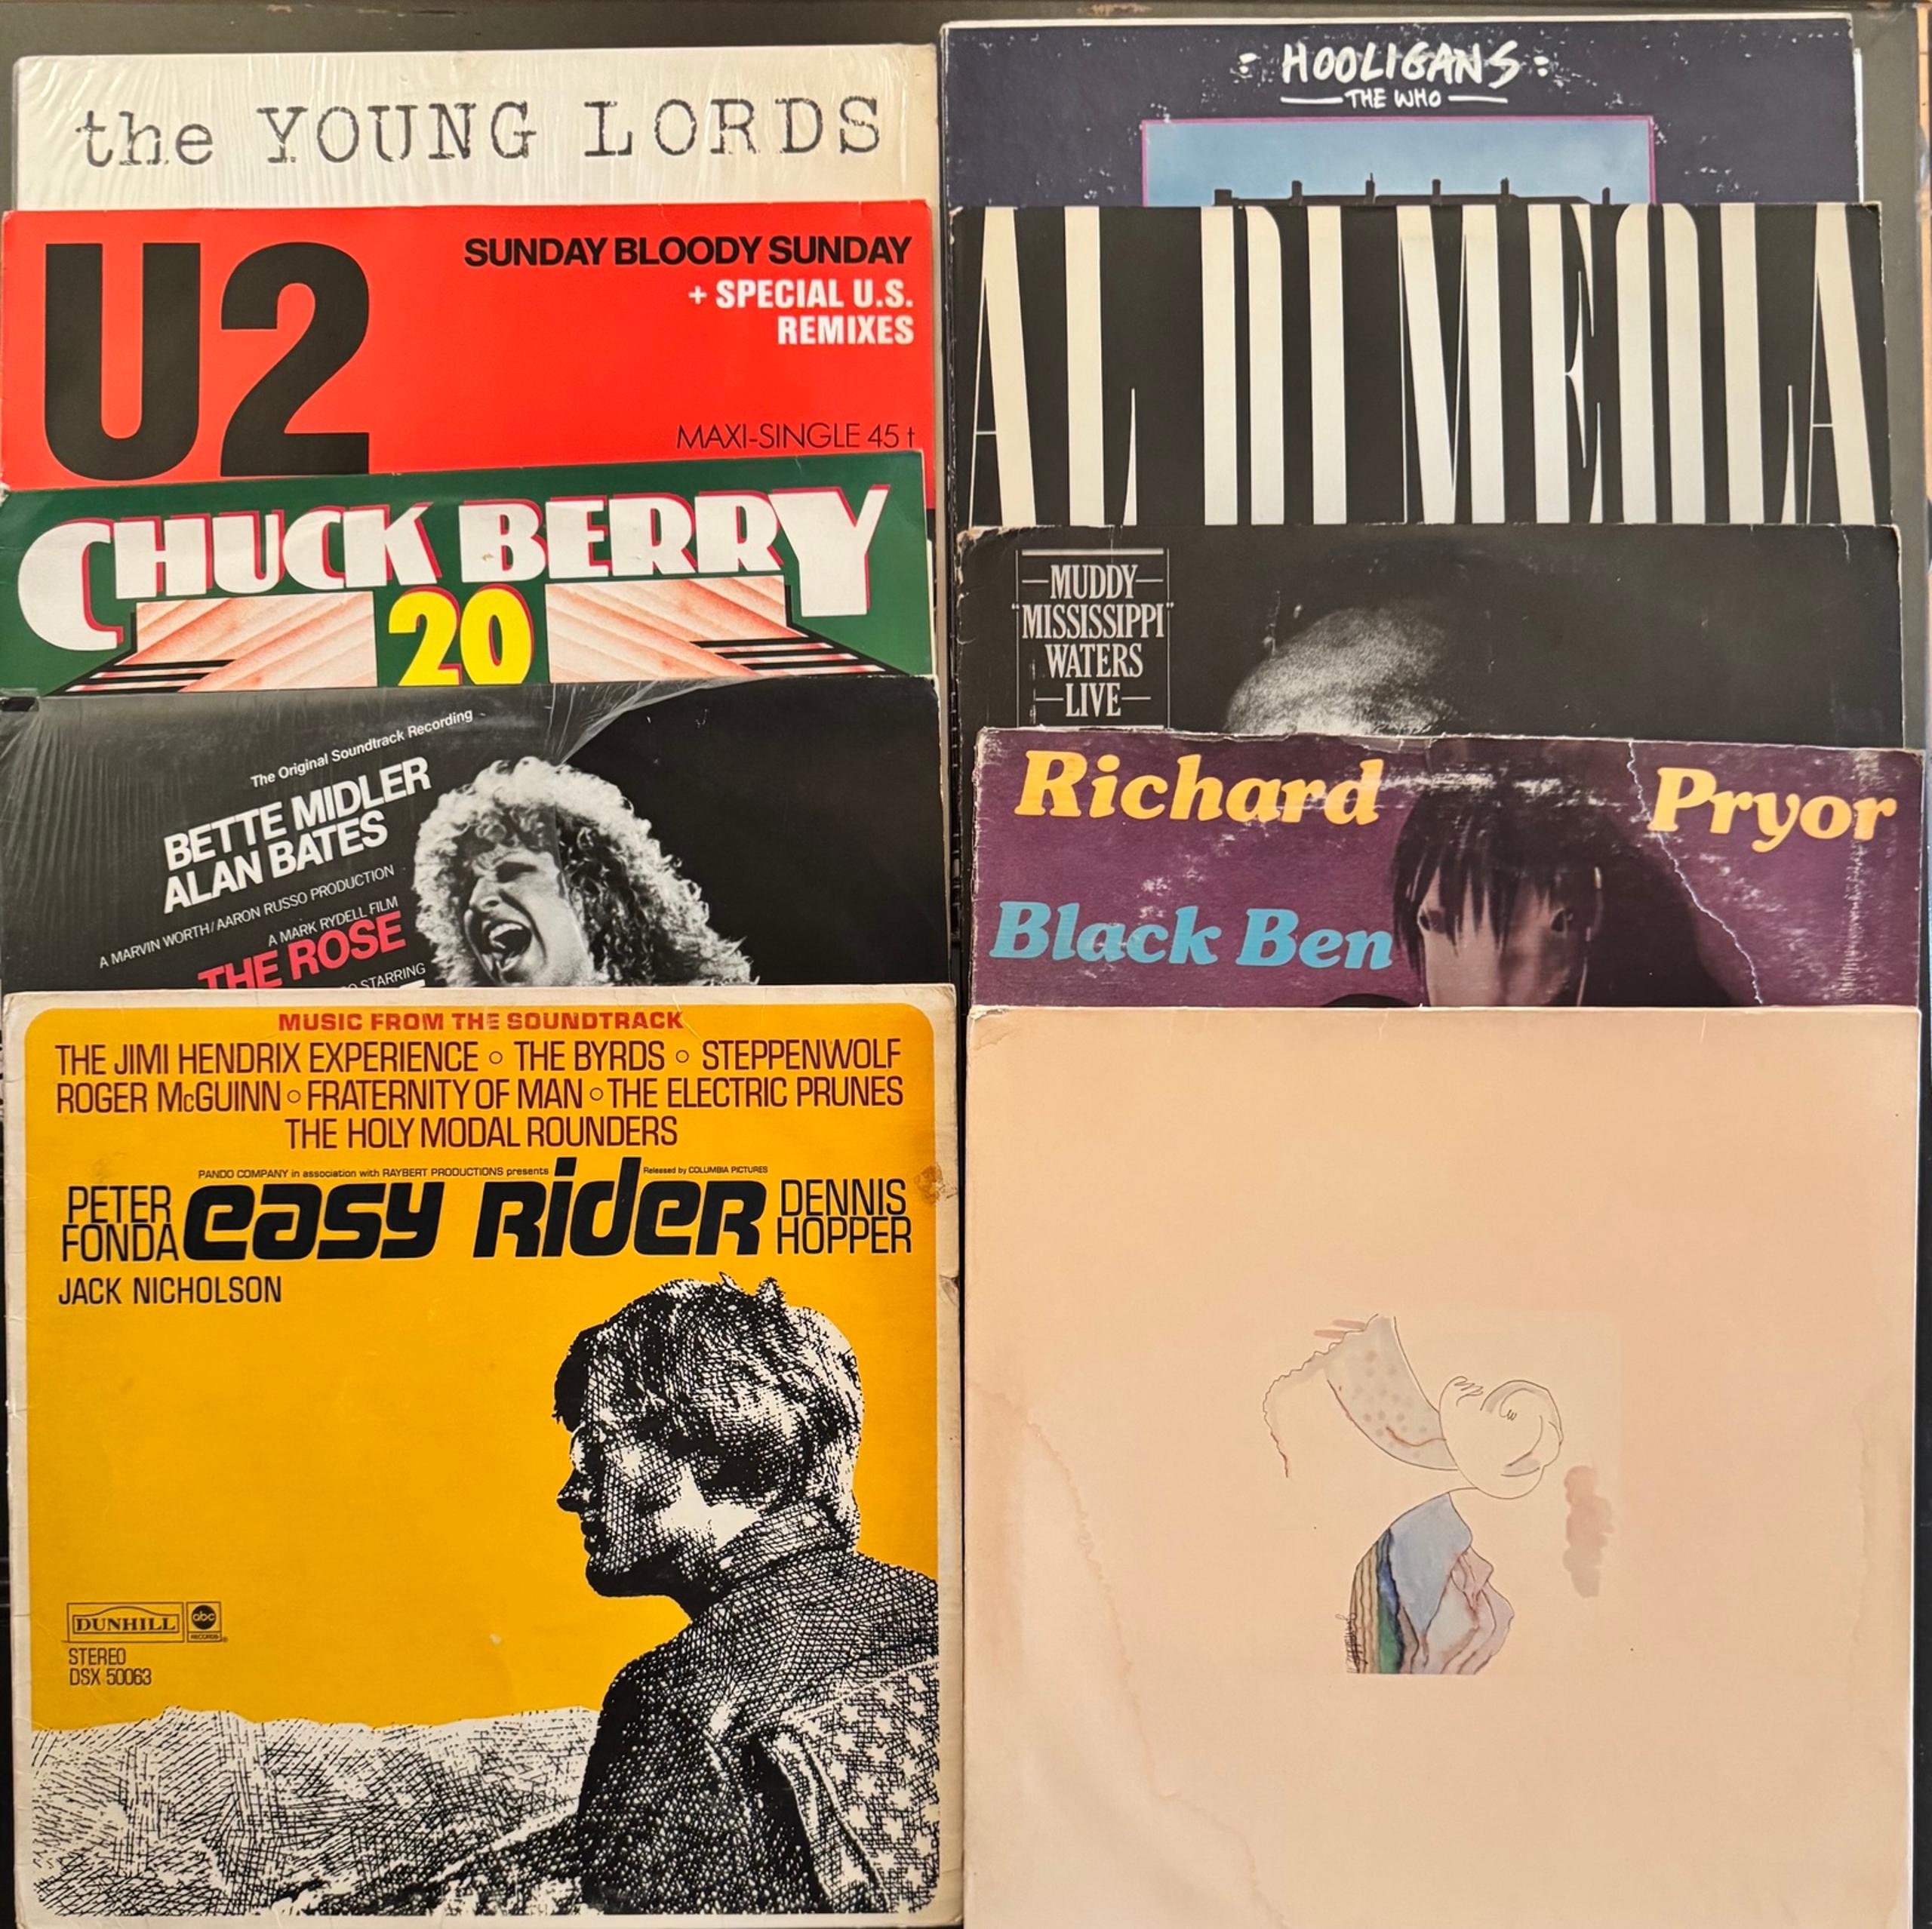 the YOUNG LORDS
U2
SUNDAY BLOODY SUNDAY
+ SPECIAL U.S.
REMIXES
MAXI-SINGLE 45 t
CHUCK BERRY
20
The Original Soundtrack Recording
BETTE MIDLER
ALAN BATES
A MARVIN WORTH/AARON RUSSO PRODUCTION
A MARK RYDELL FILM
THE ROSE
STARRING
MUSIC FROM THE SOUNDTRACK
THE JIMI HENDRIX EXPERIENCE ○ THE BYRDS ○ STEPPENWOLF
ROGER McGUINN ○ FRATERNITY OF MAN ○ THE ELECTRIC PRUNES
THE HOLY MODAL ROUNDERS
PANDO COMPANY in association with RAYBERT PRODUCTIONS presents
Released by COLUMBIA PICTURES
PETER
FONDA
easy Rider
DENNIS
HOPPER
JACK NICHOLSON
DUNHILL
abc
RECORDS
STEREO
DSX 50063
: HOOLIGANS :
THE WHO
AL DI MEOLA
MUDDY
"MISSISSIPPI"
WATERS
LIVE
Richard Pryor
Black Ben